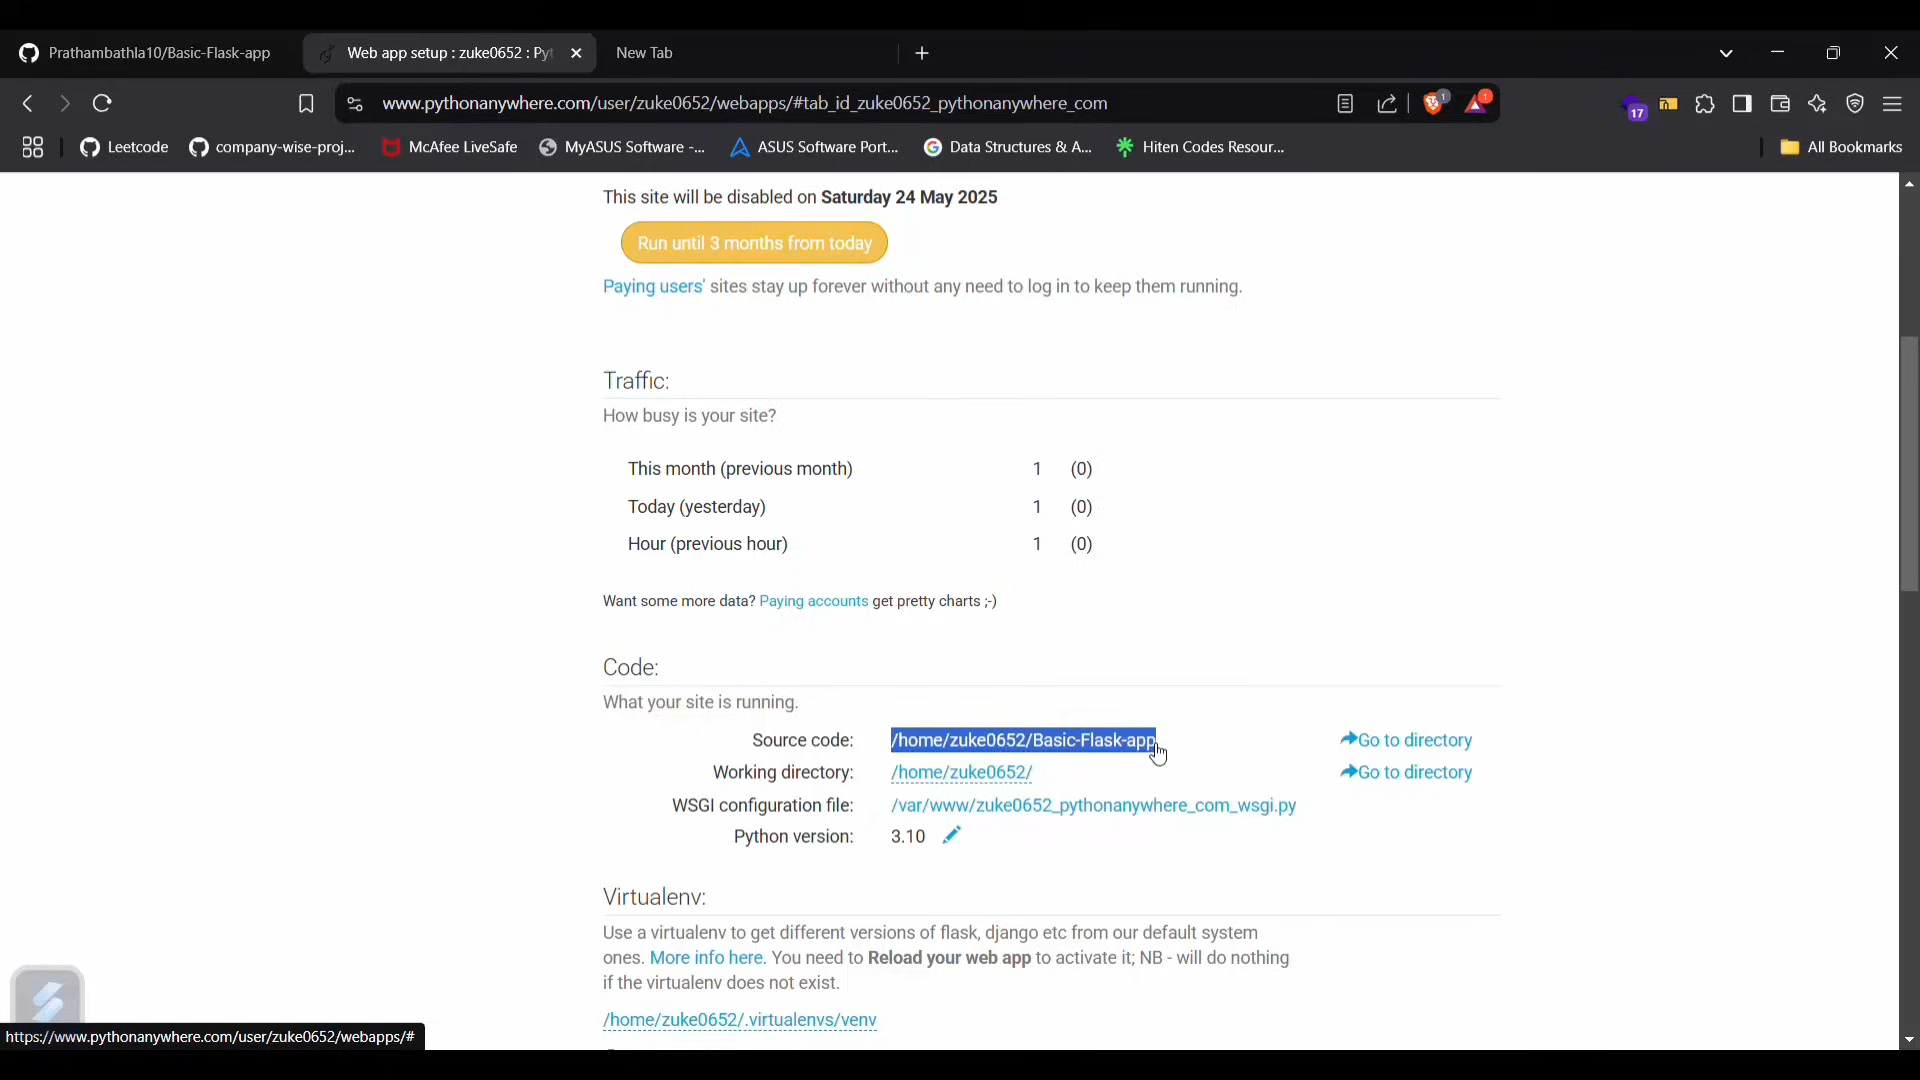 Prathambathla10/Basic-Flask-app
Web app setup : zuke0652 : Pyt
New Tab
www.pythonanywhere.com/user/zuke0652/webapps/#tab_id_zuke0652_pythonanywhere_com
1
1
17
Leetcode
company-wise-proj...
McAfee LiveSafe
MyASUS Software -...
ASUS Software Port...
Data Structures & A...
Hiten Codes Resour...
All Bookmarks
This site will be disabled on Saturday 24 May 2025
Run until 3 months from today
Paying users' sites stay up forever without any need to log in to keep them running.
Traffic:
How busy is your site?
This month (previous month) 1 (0)
Today (yesterday) 1 (0)
Hour (previous hour) 1 (0)
Want some more data? Paying accounts get pretty charts ;-)
Code:
What your site is running.
Source code: /home/zuke0652/Basic-Flask-app Go to directory
Working directory: /home/zuke0652/ Go to directory
WSGI configuration file: /var/www/zuke0652_pythonanywhere_com_wsgi.py
Python version: 3.10
Virtualenv:
Use a virtualenv to get different versions of flask, django etc from our default system
ones. More info here. You need to Reload your web app to activate it; NB - will do nothing
if the virtualenv does not exist.
/home/zuke0652/.virtualenvs/venv
https://www.pythonanywhere.com/user/zuke0652/webapps/#